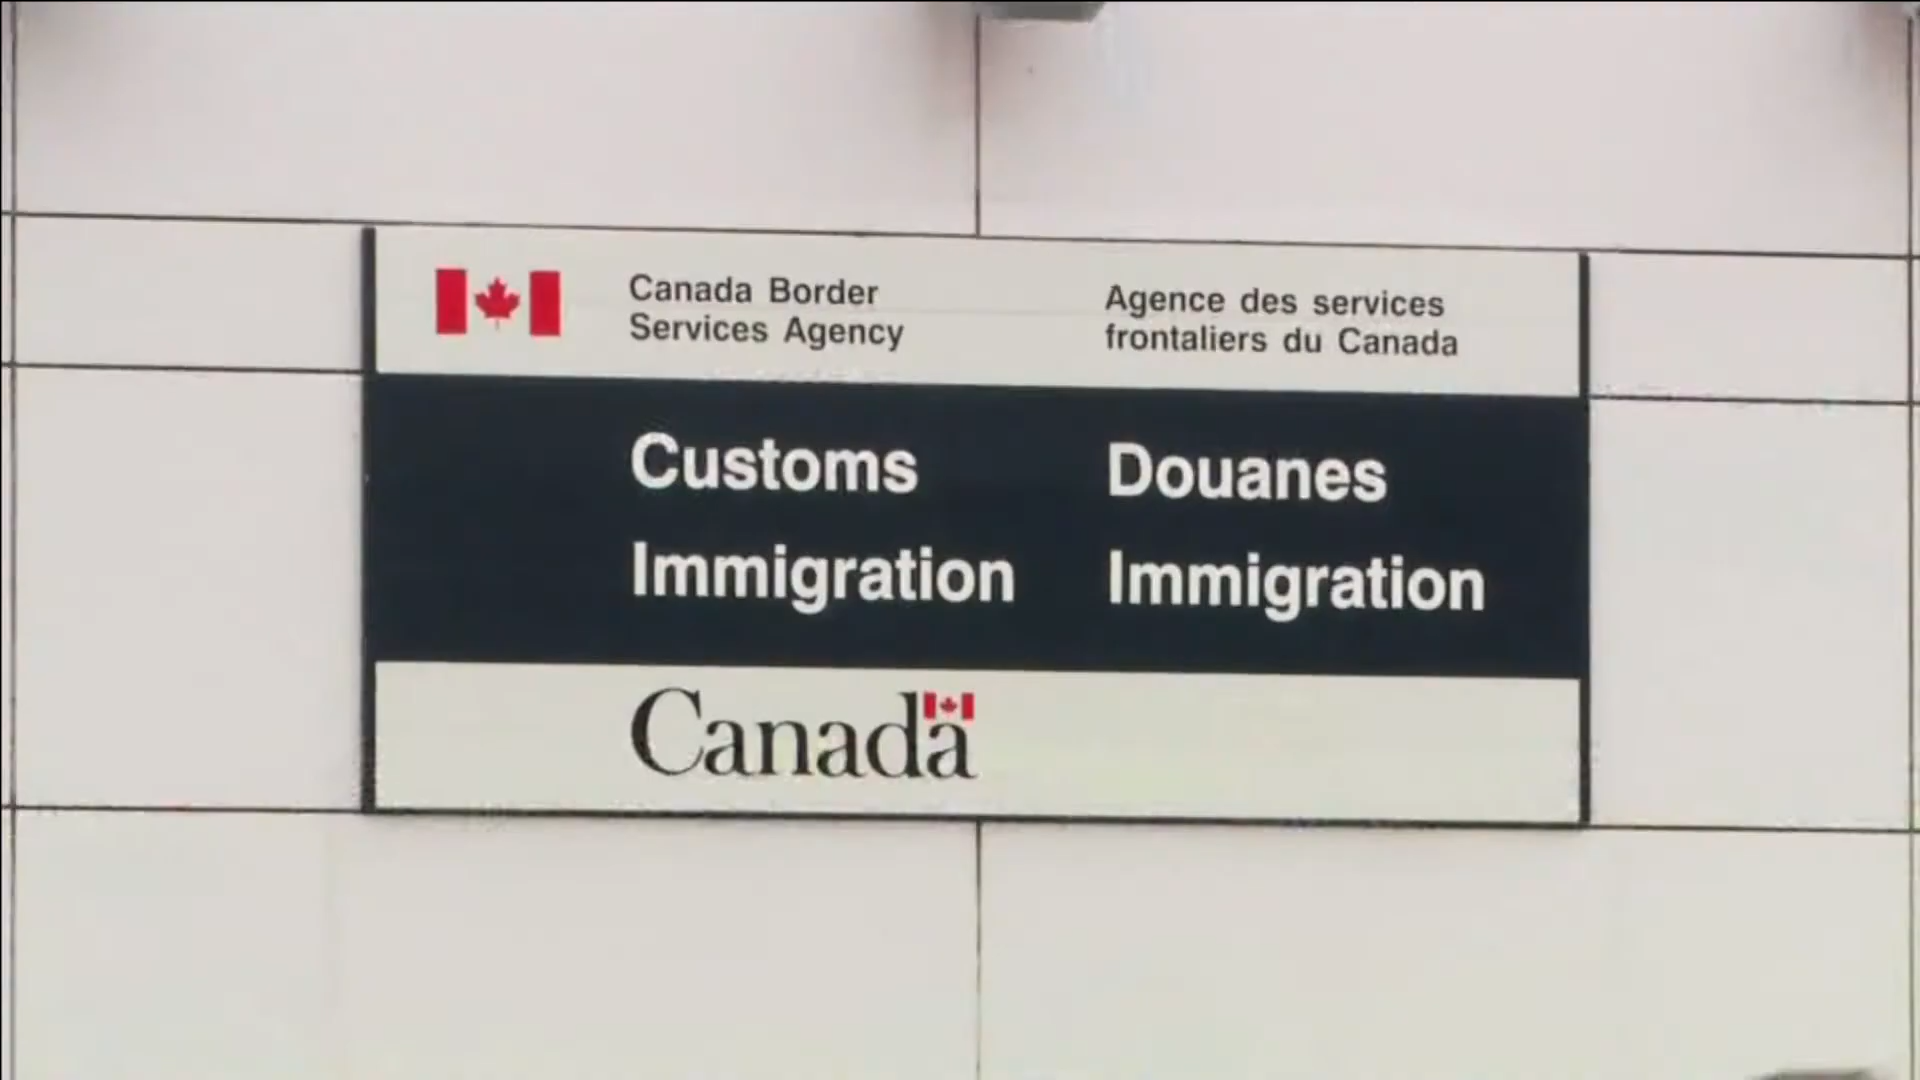 Canada Border
Services Agency
Agence des services
frontaliers du Canada
Customs
Immigration
Douanes
Immigration
Canada